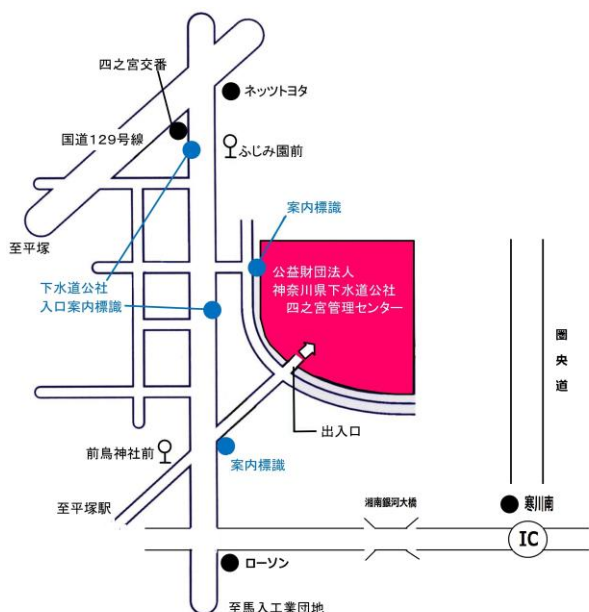 四之宮交番
ネッツトヨタ
国道129号線
ふじみ園前
案内標識
至平塚
下水道公社
入口案内標識
公益財団法人
神奈川県下水道公社
四之宮管理センター
圏央道
出入口
前鳥神社前
案内標識
至平塚駅
湘南銀河大橋
寒川南
IC
ローソン
至馬入工業団地